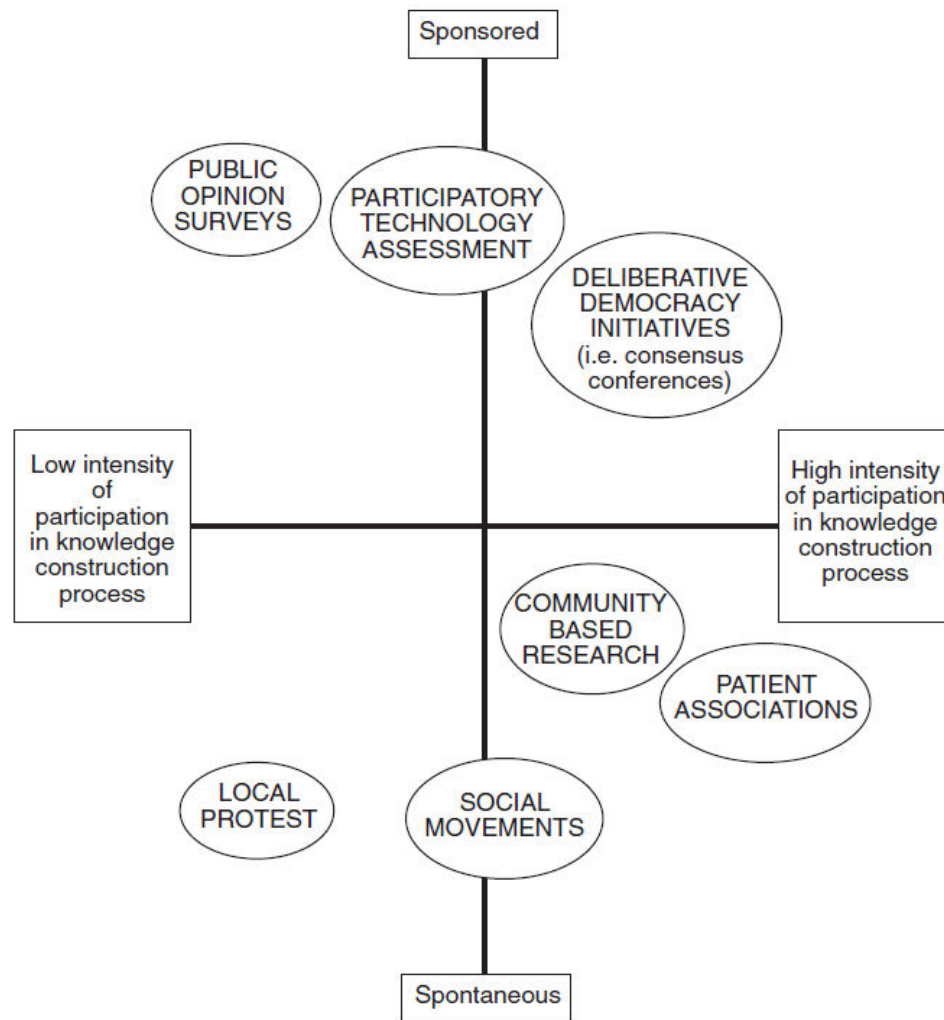 Sponsored
PUBLIC
OPINION
SURVEYS
PARTICIPATORY
TECHNOLOGY
ASSESSMENT
DELIBERATIVE
DEMOCRACY
INITIATIVES
(i.e. consensus
conferences)
Low intensity
of
participation
in knowledge
construction
process
High intensity
of participation
in knowledge
construction
process
COMMUNITY
BASED
RESEARCH
PATIENT
ASSOCIATIONS
LOCAL
PROTEST
SOCIAL
MOVEMENTS
Spontaneous